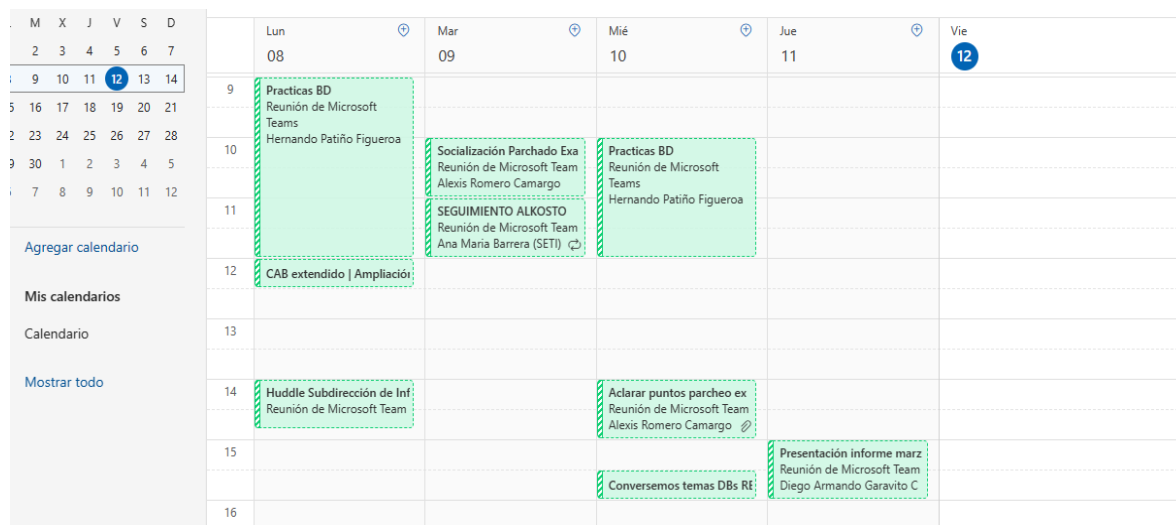 M X J V S D
2 3 4 5 6 7
9 10 11 12 13 14
16 17 18 19 20 21
23 24 25 26 27 28
30 1 2 3 4 5
7 8 9 10 11 12
Agregar calendario
Mis calendarios
Calendario
Mostrar todo
Lun Mar Mié Jue Vie
08 09 10 11 12
9
10
11
12
13
14
15
16
Practicas BD
Reunión de Microsoft
Teams
Hernando Patiño Figueroa
CAB extendido | Ampliación
Huddle Subdirección de Inf
Reunión de Microsoft Team
Socialización Parchado Exa
Reunión de Microsoft Team
Alexis Romero Camargo
SEGUIMIENTO ALKOSTO
Reunión de Microsoft Team
Ana Maria Barrera (SETI)
Practicas BD
Reunión de Microsoft
Teams
Hernando Patiño Figueroa
Aclarar puntos parcheo ex
Reunión de Microsoft Team
Alexis Romero Camargo
Conversemos temas DBs
Presentación informe marz
Reunión de Microsoft Team
Diego Armando Garavito C